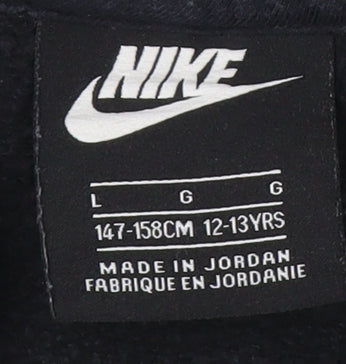 NIKE
L G G
147-158CM 12-13YRS
MADE IN JORDAN
FABRIQUE EN JORDANIE